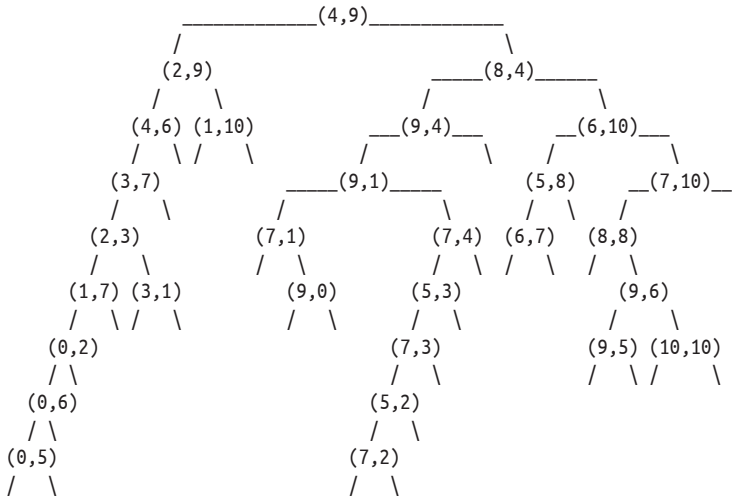 _____________(4,9)_____________
/ \
(2,9) _____(8,4)______
/ \ / \
(4,6) (1,10) ___(9,4)___ __(6,10)___
/ \ / \ / \ / \
(3,7) _____(9,1)_____ (5,8) __(7,10)__
/ \ / \ / \ /
(2,3) (7,1) (7,4) (6,7) (8,8)
/ \ / \ / \ / \ / \
(1,7) (3,1) (9,0) (5,3) (9,6)
/ \ / \ / \ / \ / \
(0,2) (7,3) (9,5) (10,10)
/ \ / \ / \ / \
(0,6) (5,2)
/ \ / \
(0,5) (7,2)
/ \ / \